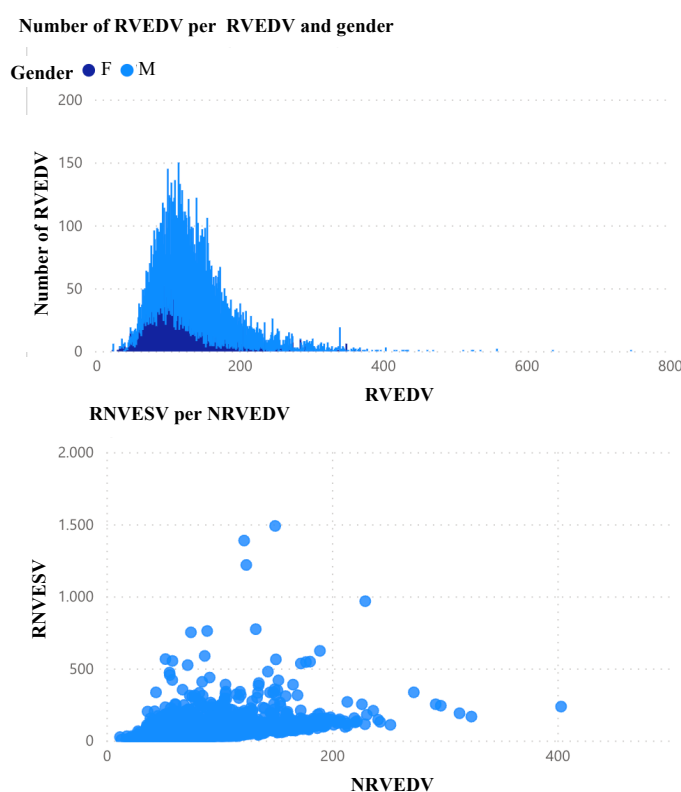 Number of RVEDV per RVEDV and gender
Gender F M
200
150
100
50
0
Number of RVEDV
0 200 400 600 800
RVEDV
RNVESV per NRVEDV
2.000
1.500
1.000
500
0
RNVESV
0 200 400
NRVEDV